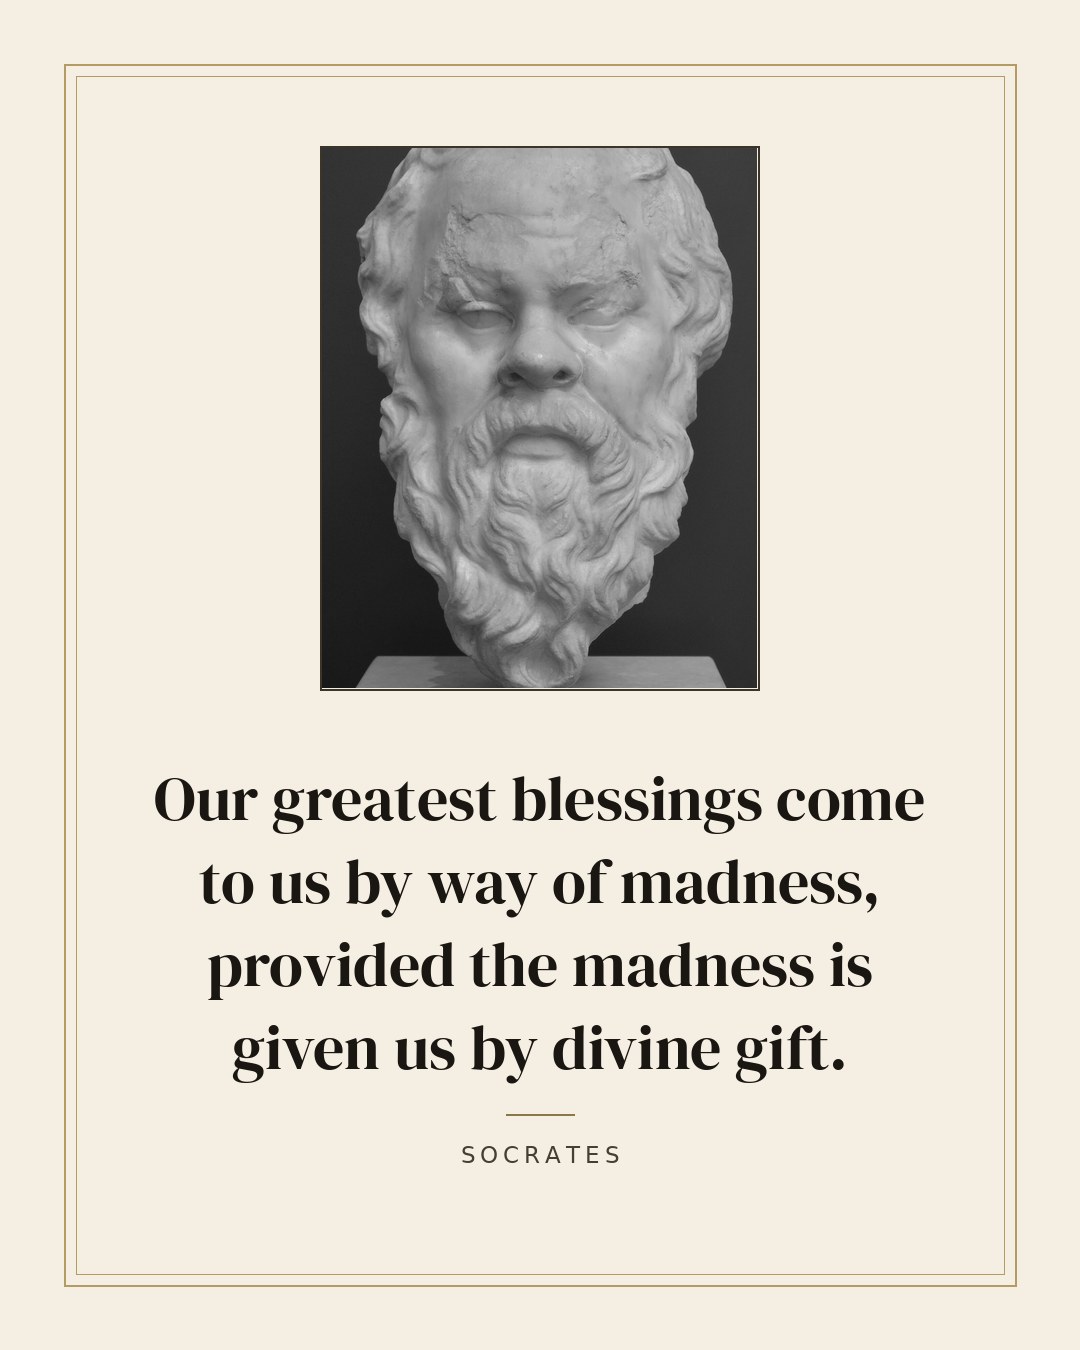 Our greatest blessings come
to us by way of madness,
provided the madness is
given us by divine gift.
SOCRATES